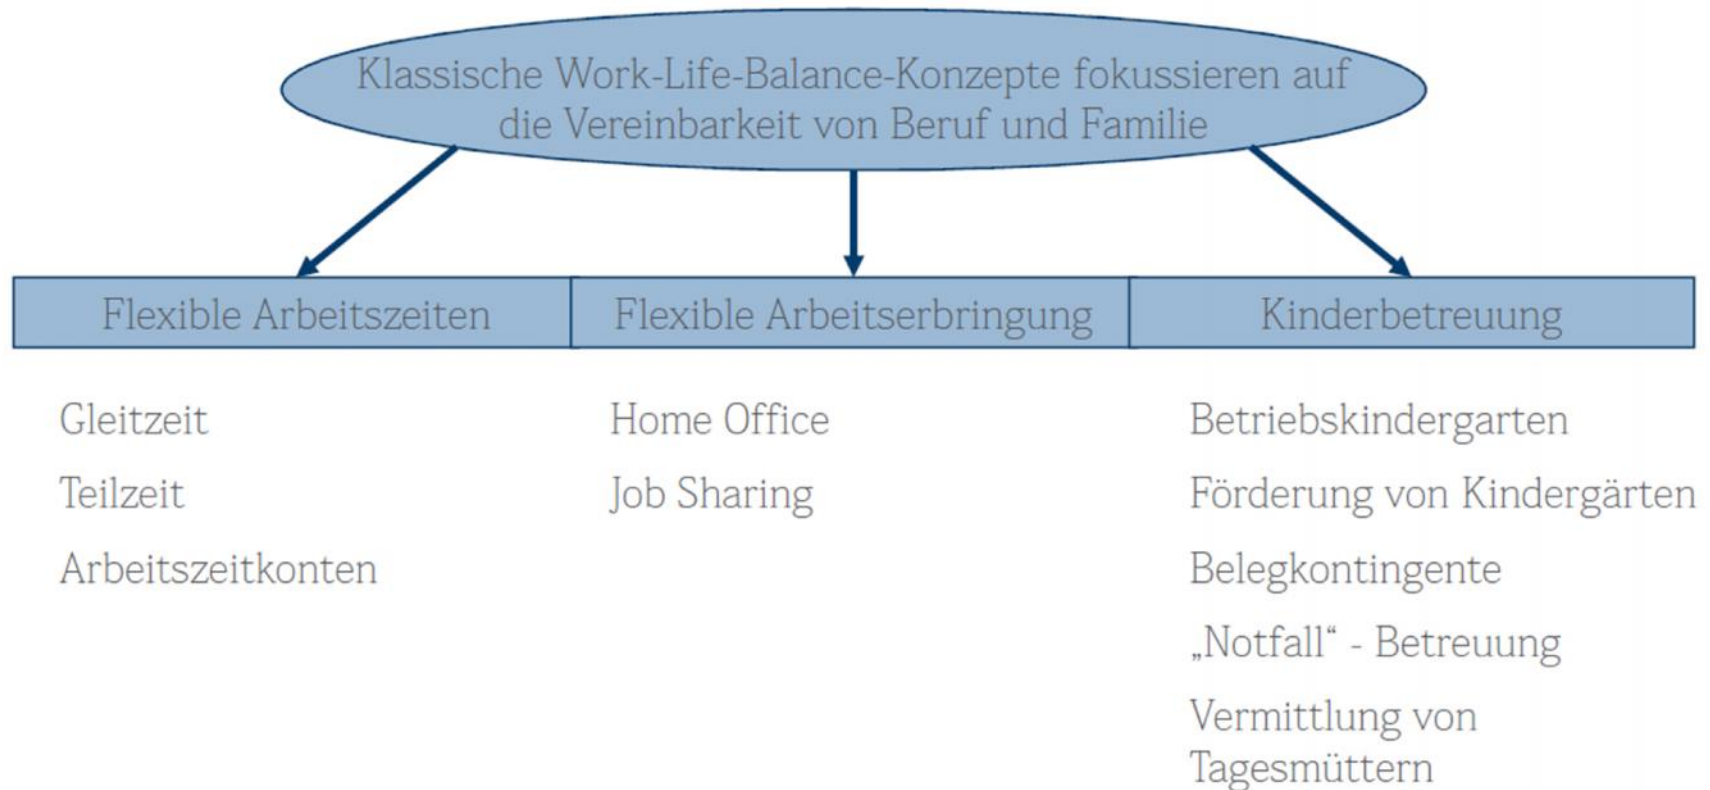 Klassische Work-Life-Balance-Konzepte fokussieren auf
die Vereinbarkeit von Beruf und Familie
Flexible Arbeitszeiten
Gleitzeit
Teilzeit
Arbeitszeitkonten
Flexible Arbeitserbringung
Home Office
Job Sharing
Kinderbetreuung
Betriebskindergarten
Förderung von Kindergärten
Belegkontingente
„Notfall“ - Betreuung
Vermittlung von
Tagesmüttern